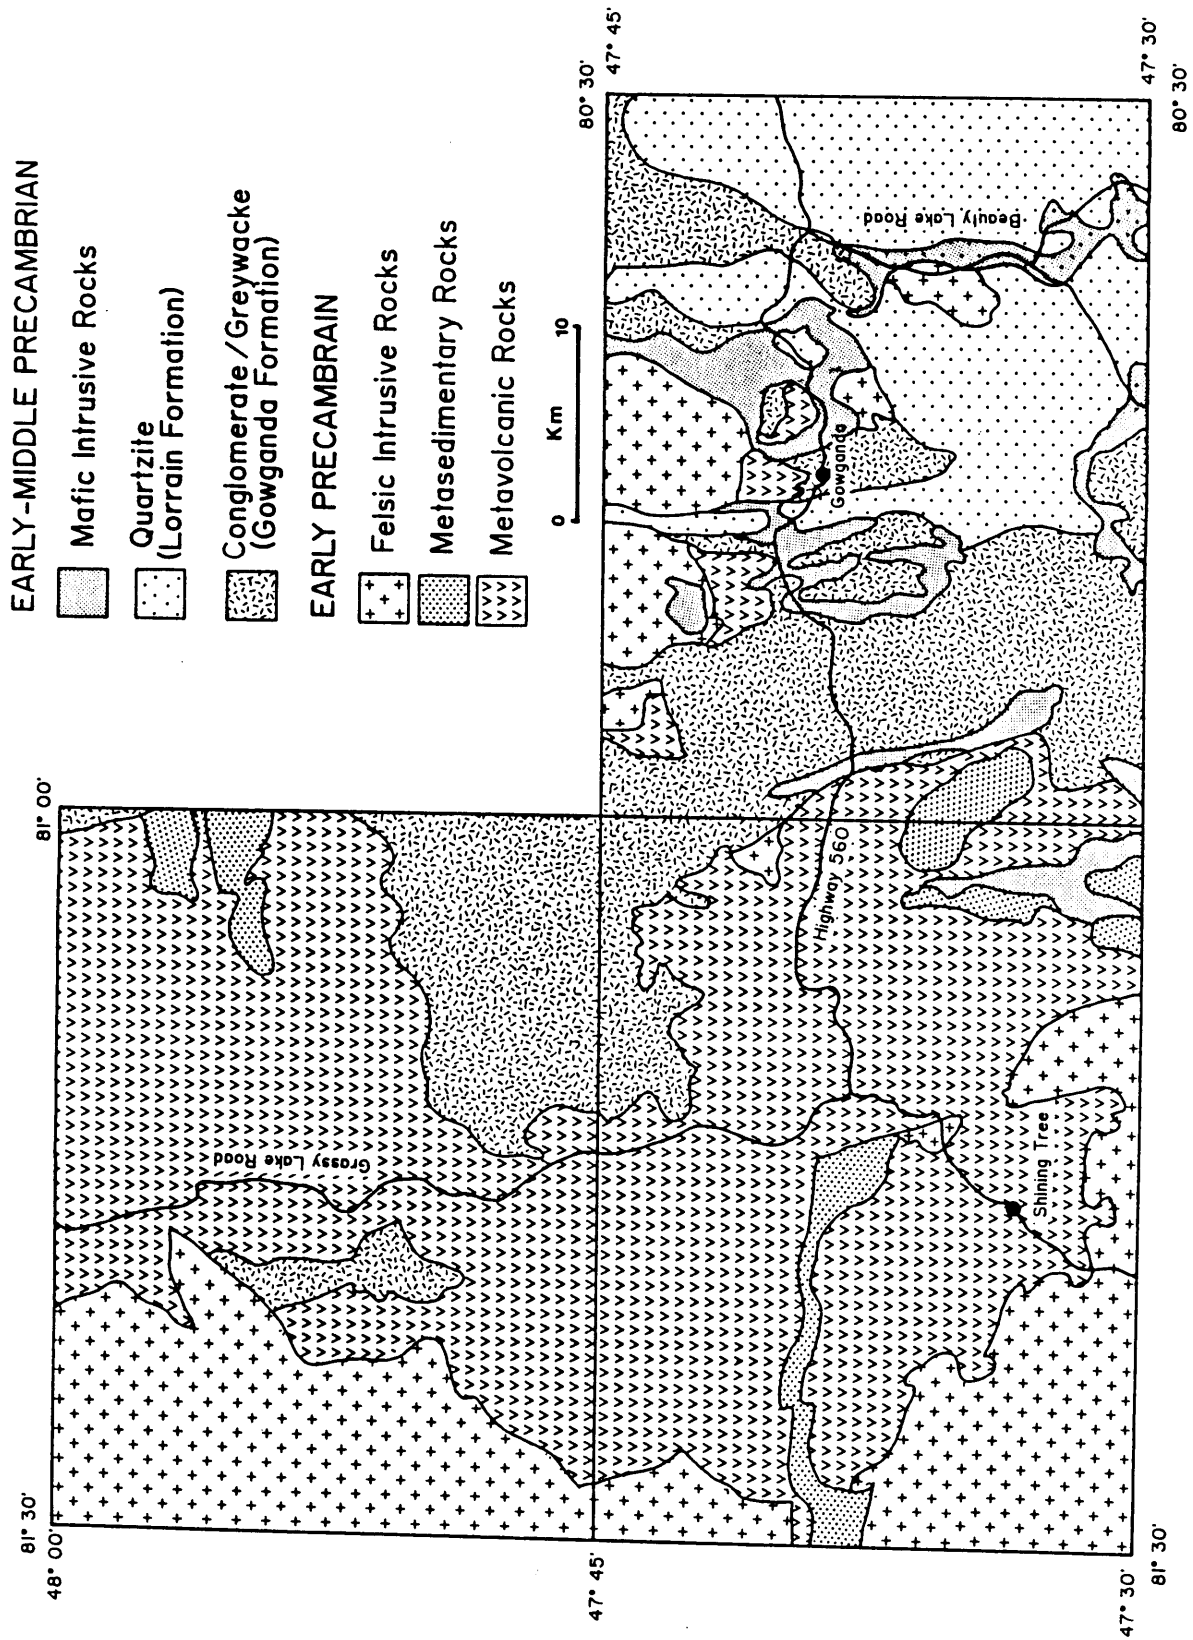 EARLY-MIDDLE PRECAMBRIAN
Mafic Intrusive Rocks
Quartzite
(Lorrain Formation)
Conglomerate/Greywacke
(Gowganda Formation)
EARLY PRECAMBRIAN
Felsic Intrusive Rocks
Metasedimentary Rocks
Metavolcanic Rocks
Km
0
10
81° 30'
48° 00'
81° 00'
80° 30'
47° 45'
47° 45'
47° 30'
81° 30'
47° 30'
80° 30'
Grassy Lake Road
Highway 560
Shining Tree
Gowganda
Beauly Lake Road